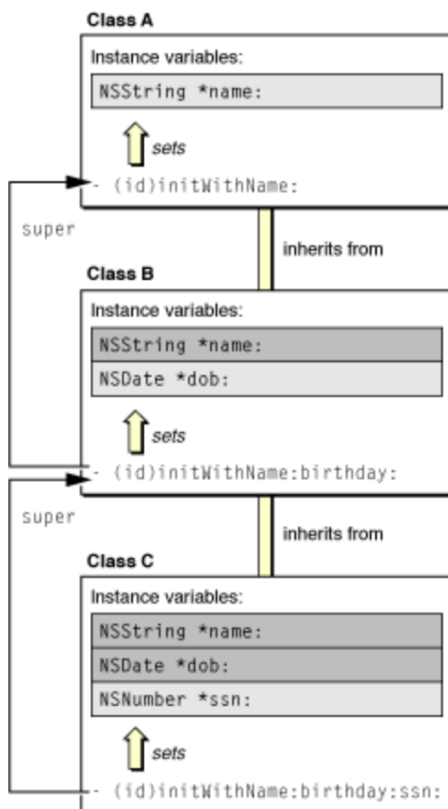 Class A
Instance variables:
NSString *name:
sets
- (id)initWithName:
super
inherits from
Class B
Instance variables:
NSString *name:
NSDate *dob:
sets
- (id)initWithName:birthday:
super
inherits from
Class C
Instance variables:
NSString *name:
NSDate *dob:
NSNumber *ssn:
sets
- (id)initWithName:birthday:ssn: